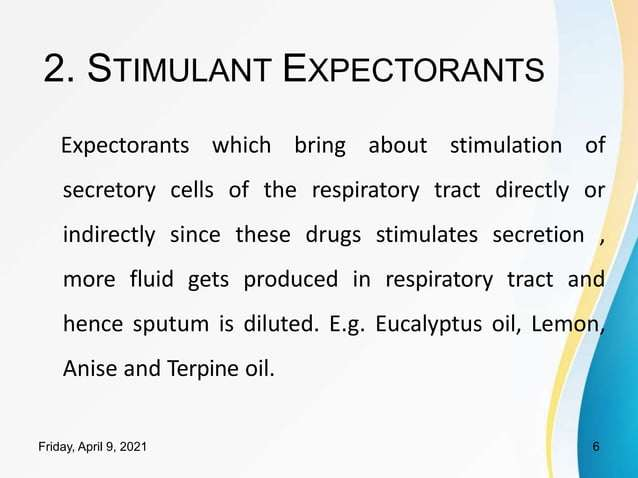 2. STIMULANT EXPECTORANTS
Expectorants which bring about stimulation of
secretory cells of the respiratory tract directly or
indirectly since these drugs stimulates secretion ,
more fluid gets produced in respiratory tract and
hence sputum is diluted. E.g. Eucalyptus oil, Lemon,
Anise and Terpine oil.
Friday, April 9, 2021
6